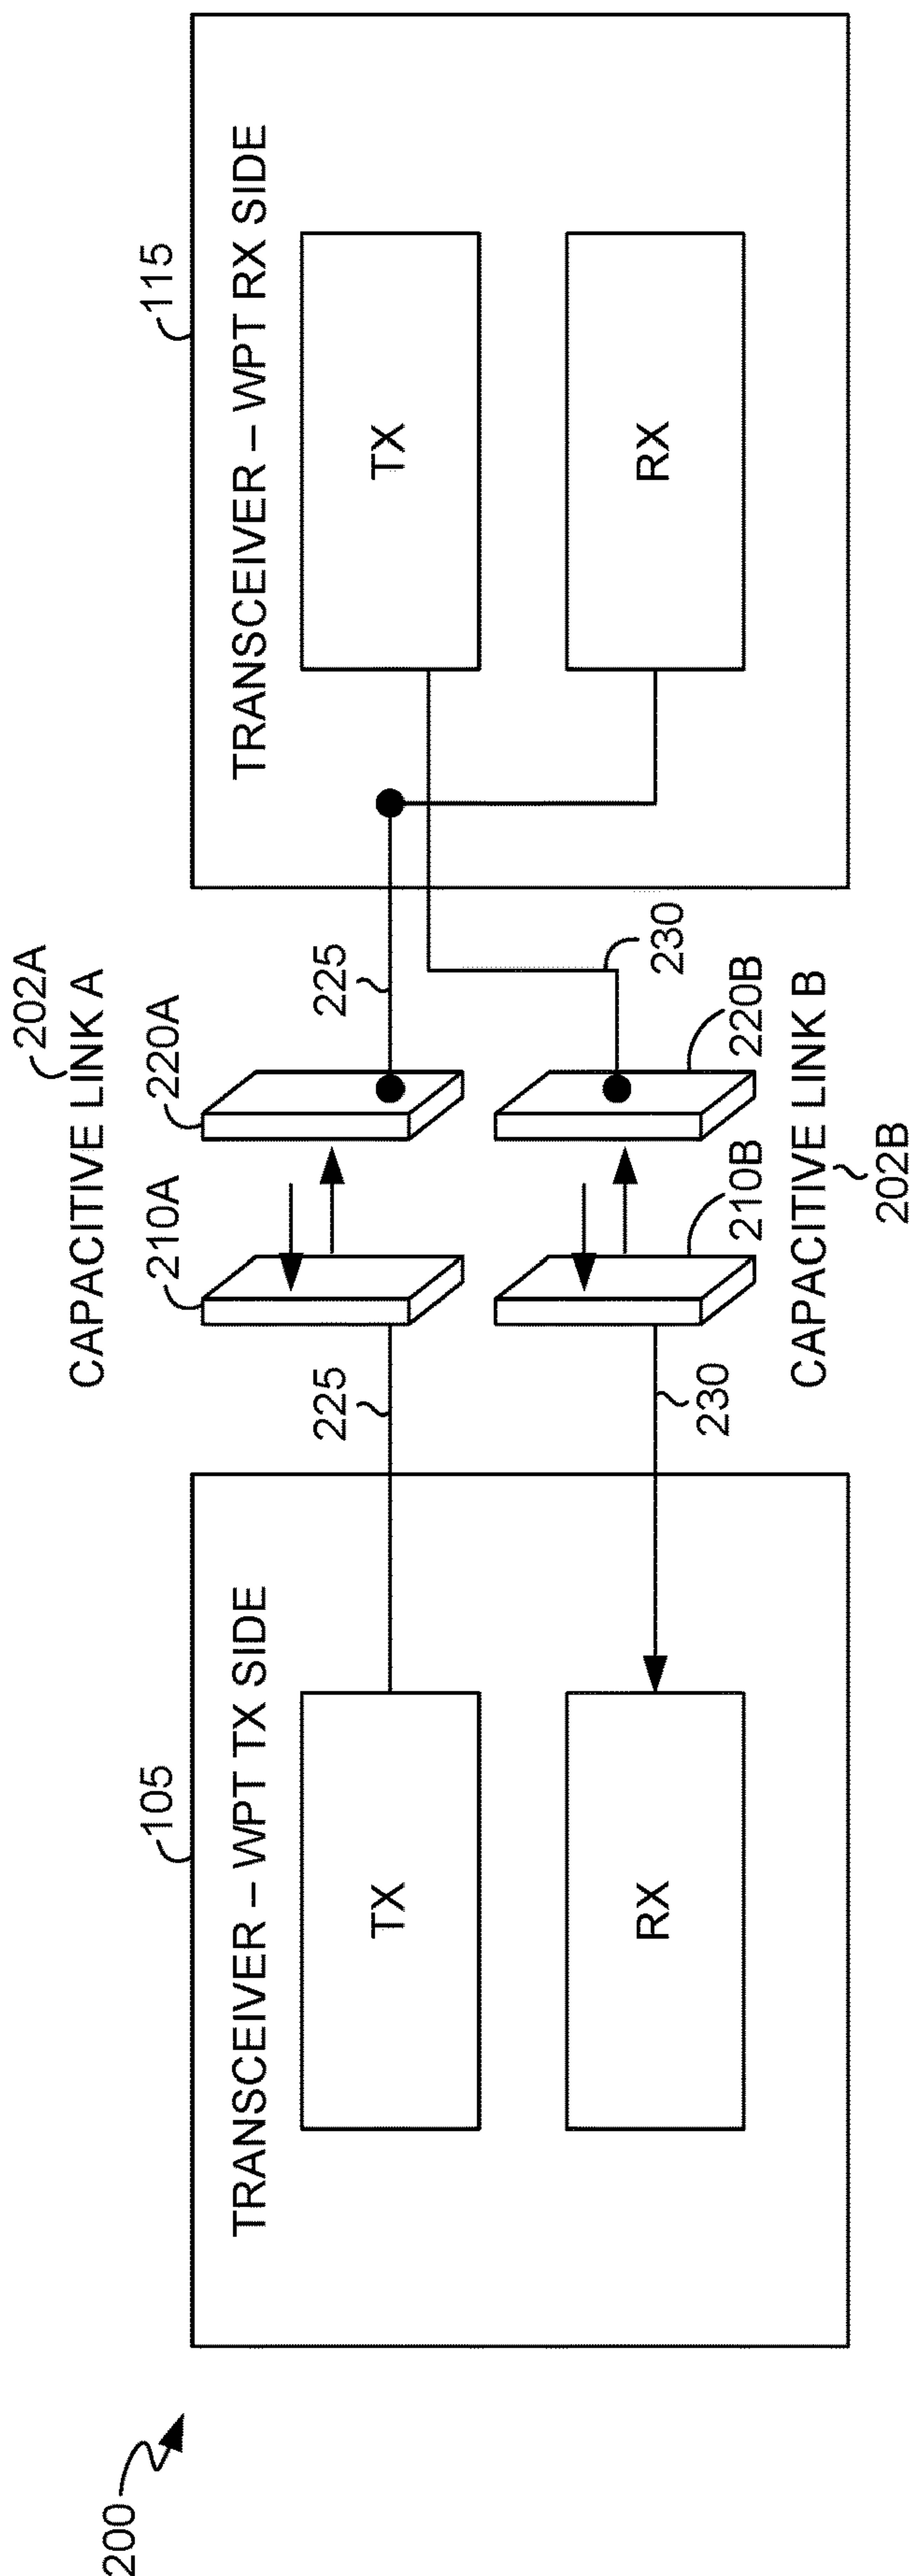 200
105
TRANSCEIVER – WPT TX SIDE
TX
RX
CAPACITIVE LINK A
202A
210A
220A
225
225
230
230
210B
220B
CAPACITIVE LINK B
202B
115
TRANSCEIVER – WPT RX SIDE
TX
RX